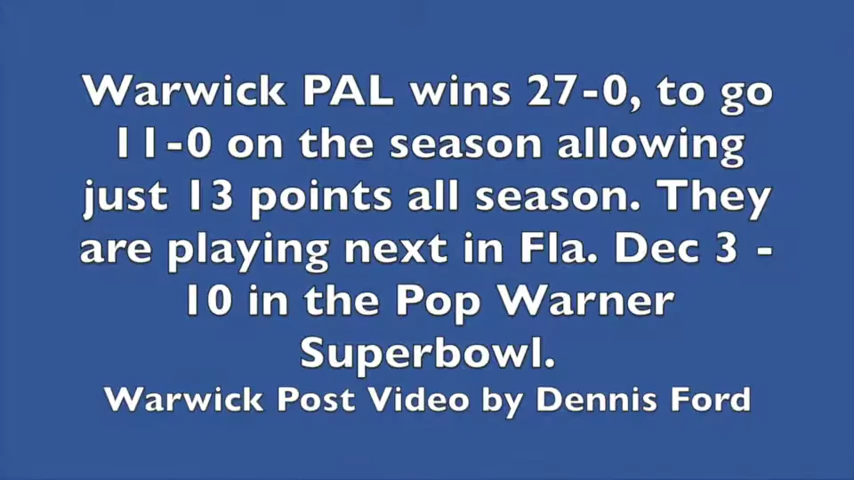 Warwick PAL wins 27-0, to go
11-0 on the season allowing
just 13 points all season. They
are playing next in Fla. Dec 3 -
10 in the Pop Warner
Superbowl.
Warwick Post Video by Dennis Ford